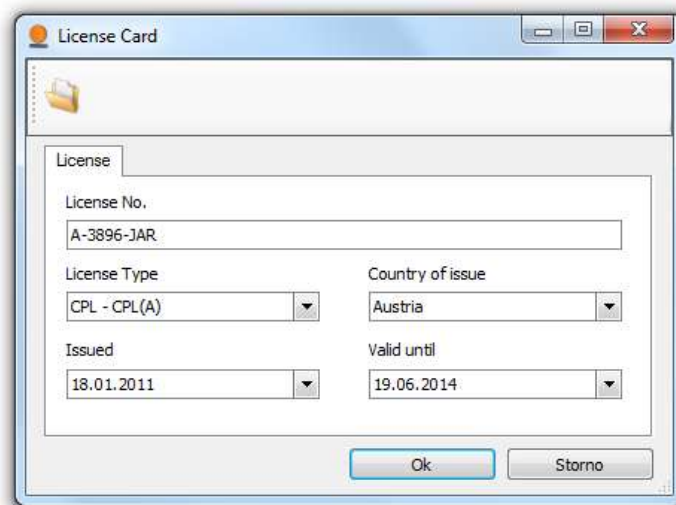 License Card
License
License No.
A-3896-JAR
License Type Country of issue
CPL - CPL(A) Austria
Issued Valid until
18.01.2011 19.06.2014
Ok Storno